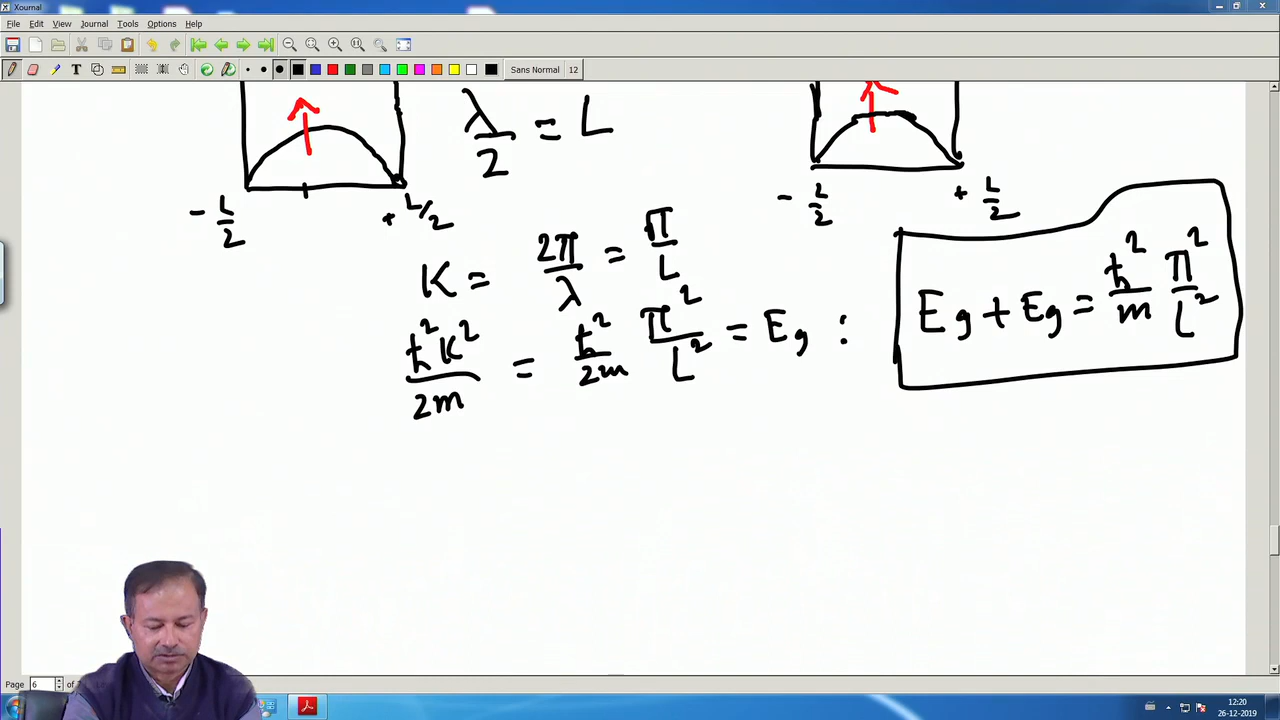 Xournal
File Edit View Journal Tools Options Help
Sans Normal 12
λ/2 = L
- L/2 + L/2 - L/2 + L/2
K = 2π/λ = π/L
ħ²K²/2m = ħ²/2m π²/L² = Eg :
Eg + Eg = ħ²/m π²/L²
Page 6 of
12:20
26-12-2019